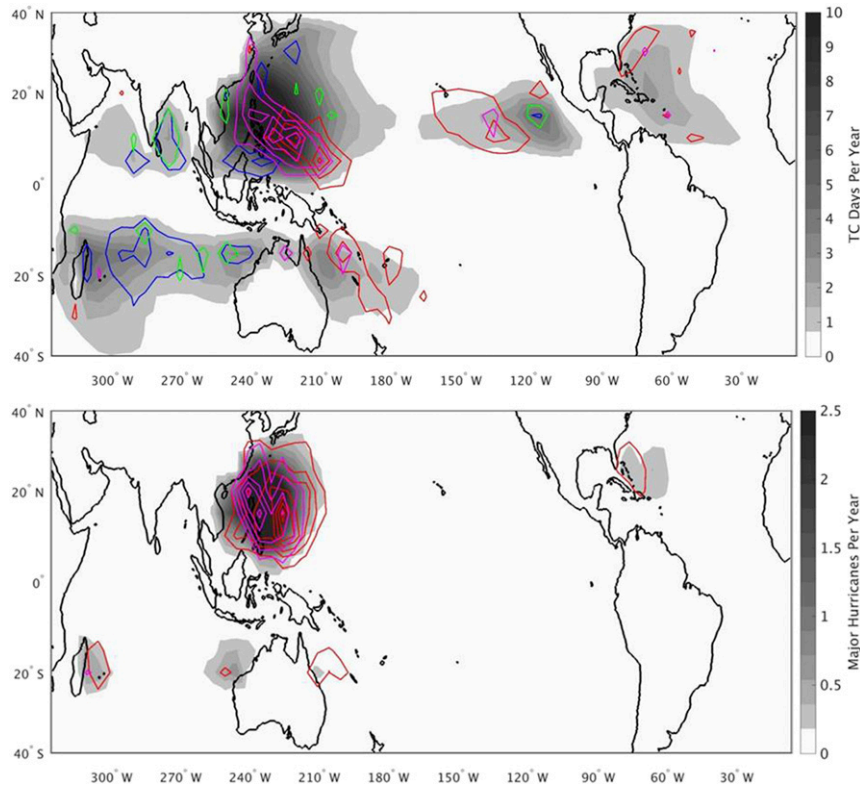 40° N
20° N
0°
20° S
40° S
300° W 270° W 240° W 210° W 180° W 150° W 120° W 90° W 60° W 30° W
10
9
8
7
6
5
4
3
2
1
0
TC Days Per Year
40° N
20° N
0°
20° S
40° S
300° W 270° W 240° W 210° W 180° W 150° W 120° W 90° W 60° W 30° W
2.5
2
1.5
1
0.5
0
Major Hurricanes Per Year